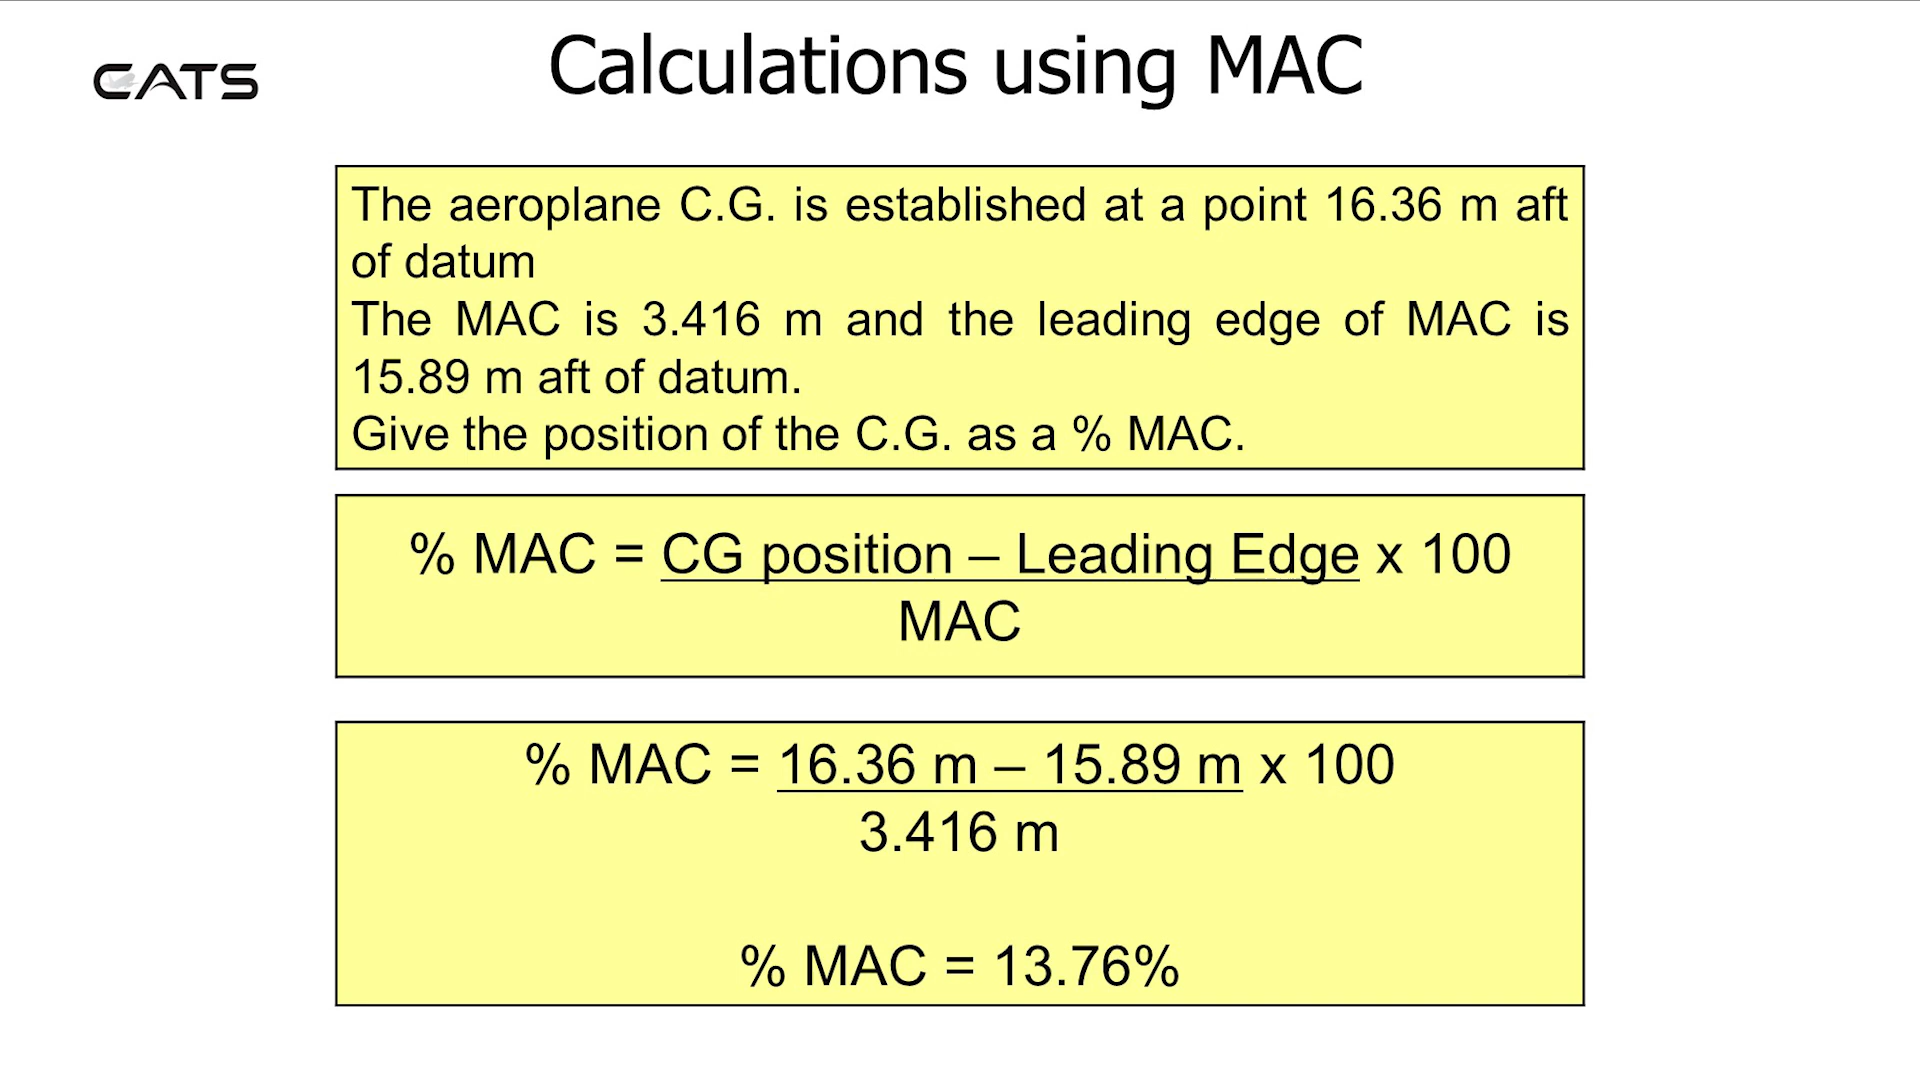 CATS
Calculations using MAC
The aeroplane C.G. is established at a point 16.36 m aft
of datum
The MAC is 3.416 m and the leading edge of MAC is
15.89 m aft of datum.
Give the position of the C.G. as a % MAC.
% MAC = CG position – Leading Edge x 100
MAC
% MAC = 16.36 m – 15.89 m x 100
3.416 m
% MAC = 13.76%